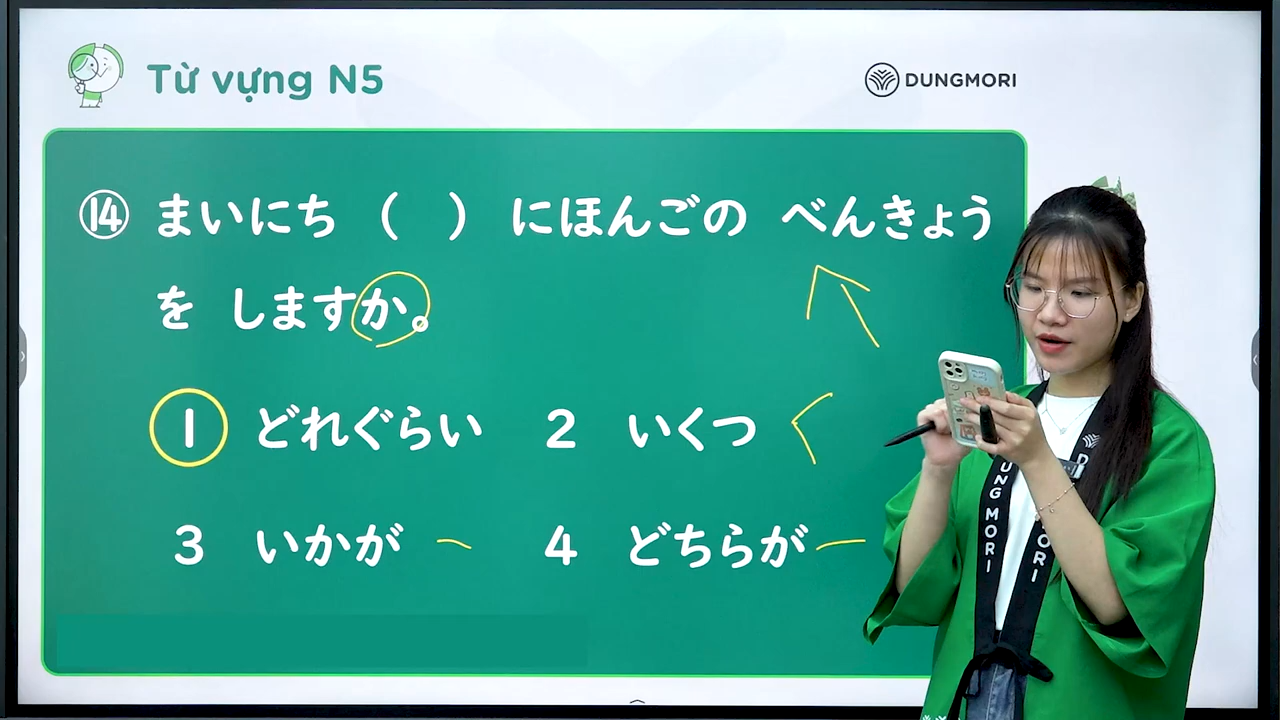 Từ vựng N5
DUNGMORI
⑭ まいにち ( ) にほんごの べんきょう
を しますか。
1 どれぐらい 2 いくつ
3 いかが 4 どちらが
DUNG MORI